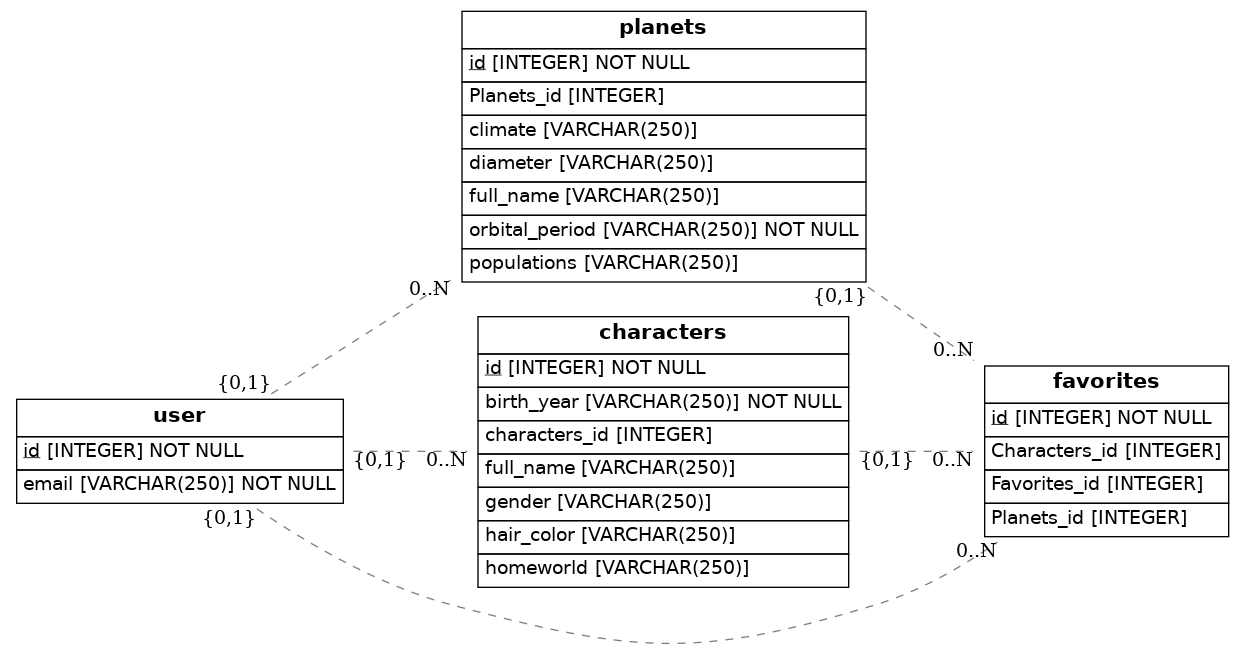 planets
id [INTEGER] NOT NULL
Planets_id [INTEGER]
climate [VARCHAR(250)]
diameter [VARCHAR(250)]
full_name [VARCHAR(250)]
orbital_period [VARCHAR(250)] NOT NULL
populations [VARCHAR(250)]
0..N
{0,1}
{0,1}
0..N
characters
id [INTEGER] NOT NULL
birth_year [VARCHAR(250)] NOT NULL
characters_id [INTEGER]
full_name [VARCHAR(250)]
gender [VARCHAR(250)]
hair_color [VARCHAR(250)]
homeworld [VARCHAR(250)]
user
id [INTEGER] NOT NULL
email [VARCHAR(250)] NOT NULL
{0,1}
0..N
{0,1}
0..N
favorites
id [INTEGER] NOT NULL
Characters_id [INTEGER]
Favorites_id [INTEGER]
Planets_id [INTEGER]
{0,1}
0..N